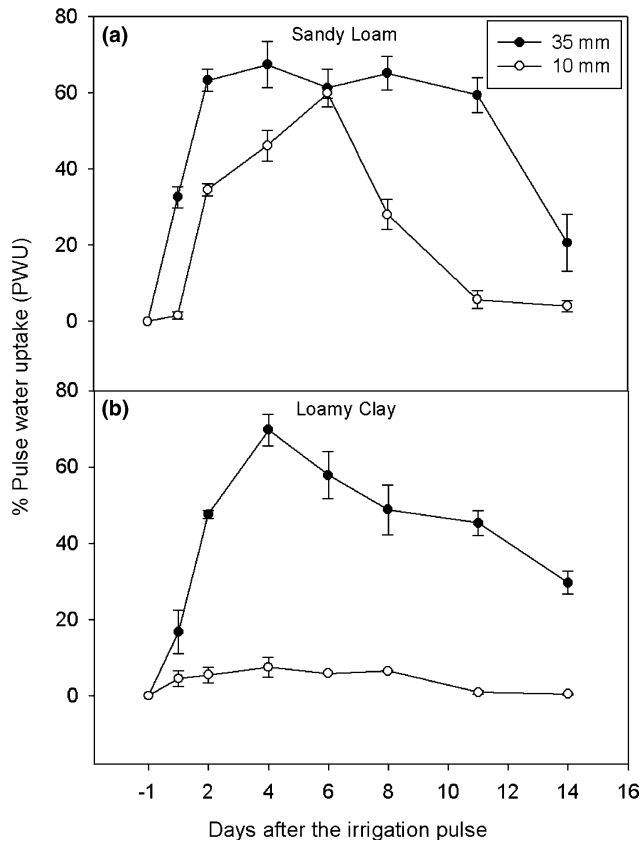 80
(a)
Sandy Loam
35 mm
10 mm
60
40
20
0
80
(b)
Loamy Clay
60
40
20
0
% Pulse water uptake (PWU)
-1 2 4 6 8 10 12 14 16
Days after the irrigation pulse